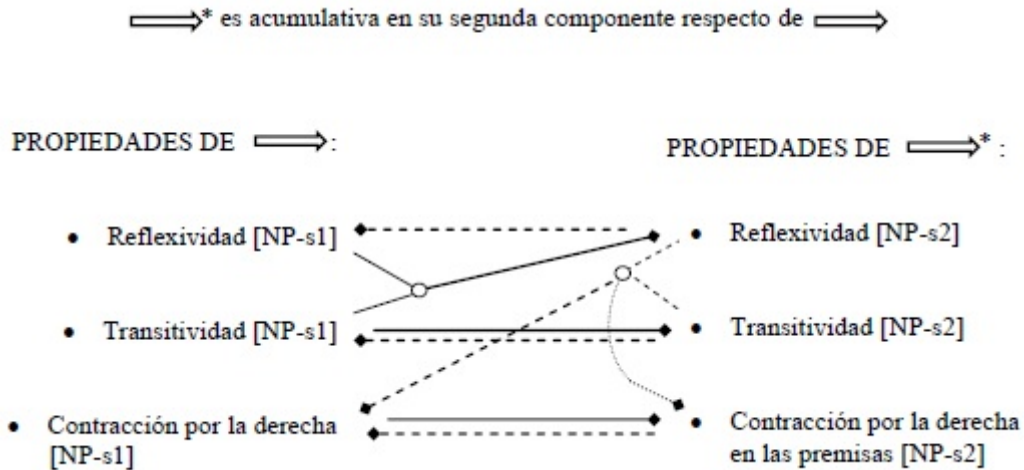 ⟹* es acumulativa en su segunda componente respecto de ⟹
PROPIEDADES DE ⟹:
PROPIEDADES DE ⟹* :
• Reflexividad [NP-s1]
• Reflexividad [NP-s2]
• Transitividad [NP-s1]
• Transitividad [NP-s2]
• Contracción por la derecha
[NP-s1]
• Contracción por la derecha
en las premisas [NP-s2]